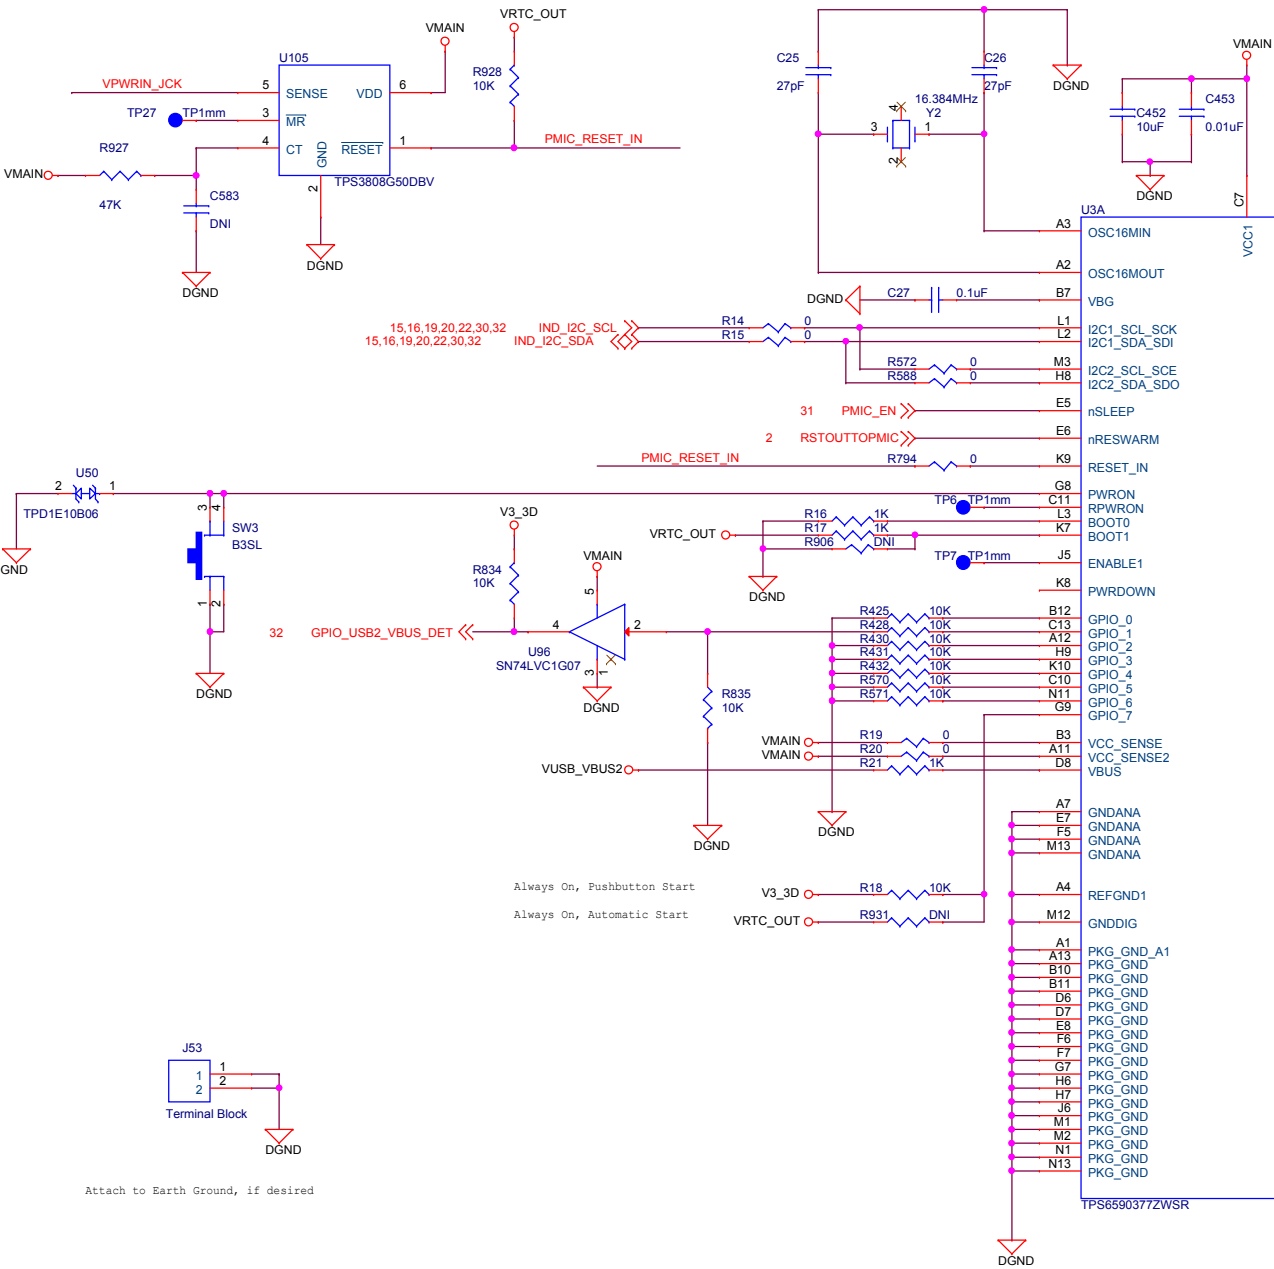 VRTC_OUT
VMAIN
U105
R928
10K
VPWRIN_JCK
5 SENSE VDD 6
TP27 TP1mm 3 MR
4 CT GND RESET 1 PMIC_RESET_IN
2
TPS3808G50DBV
R927
VMAIN
47K
C583
DNI
DGND
DGND
C25
27pF
C26
27pF
DGND
16.384MHz
Y2
4
3 1
2
VMAIN
C452
10uF
C453
0.01uF
DGND
C7
VCC1
U3A
A3 OSC16MIN
A2 OSC16MOUT
DGND C27 0.1uF B7 VBG
15,16,19,20,22,30,32 IND_I2C_SCL R14 0 L1 I2C1_SCL_SCK
15,16,19,20,22,30,32 IND_I2C_SDA R15 0 L2 I2C1_SDA_SDI
R572 0 M3 I2C2_SCL_SCE
R588 0 H8 I2C2_SDA_SDO
31 PMIC_EN E5 nSLEEP
2 RSTOUTTOPMIC E6 nRESWARM
PMIC_RESET_IN R794 0 K9 RESET_IN
U50
2 1
TPD1E10B06
GND
3 4
SW3
B3SL
1 2
DGND
G8 PWRON
TP6 TP1mm C11 RPWRON
R16 1K L3 BOOT0
VRTC_OUT R17 1K K7 BOOT1
R906 DNI
DGND
TP7 TP1mm J5 ENABLE1
K8 PWRDOWN
V3_3D
R834
10K
VMAIN
5
32 GPIO_USB2_VBUS_DET 4 2
U96
SN74LVC1G07
3 1
DGND
R835
10K
DGND
R425 10K B12 GPIO_0
R428 10K C13 GPIO_1
R430 10K A12 GPIO_2
R431 10K H9 GPIO_3
R432 10K K10 GPIO_4
R570 10K C10 GPIO_5
R571 10K N11 GPIO_6
G9 GPIO_7
VMAIN R19 0 B3 VCC_SENSE
VMAIN R20 0 A11 VCC_SENSE2
VUSB_VBUS2 R21 1K D8 VBUS
DGND
A7 GNDANA
E7 GNDANA
F5 GNDANA
M13 GNDANA
Always On, Pushbutton Start V3_3D R18 10K
A4 REFGND1
Always On, Automatic Start VRTC_OUT R931 DNI
M12 GNDDIG
A1 PKG_GND_A1
A13 PKG_GND
B10 PKG_GND
B11 PKG_GND
D6 PKG_GND
D7 PKG_GND
E8 PKG_GND
F6 PKG_GND
F7 PKG_GND
G7 PKG_GND
H6 PKG_GND
H7 PKG_GND
J6 PKG_GND
M1 PKG_GND
M2 PKG_GND
N1 PKG_GND
N13 PKG_GND
TPS6590377ZWSR
DGND
J53
1 1
2 2
Terminal Block
DGND
Attach to Earth Ground, if desired